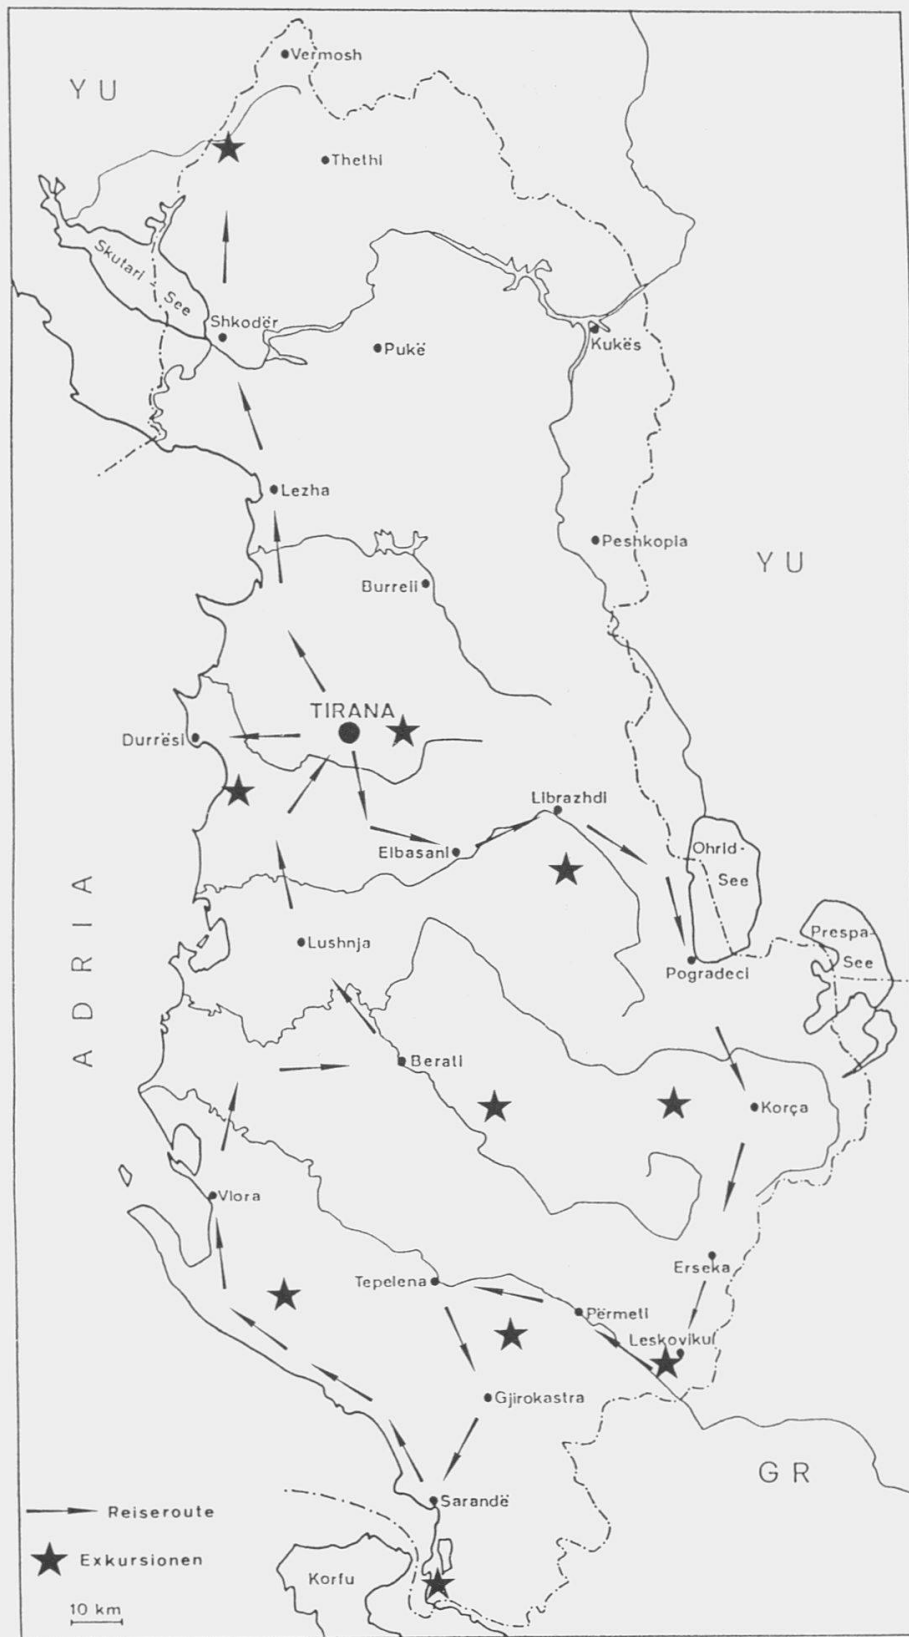 Vermosh
YU
Thethi
Skutari - See
Shkodër
Pukë
Kukës
Lezha
Peshkopia
YU
Burreli
TIRANA
Durrësi
Librazhdi
Elbasani
Ohrid-
See
ADRIA
Lushnja
Prespa-
See
Pogradeci
Berati
Korça
Vlora
Erseka
Tepelena
Përmeti
Leskoviku
Gjirokastra
GR
Sarandë
Reiseroute
Exkursionen
Korfu
10 km